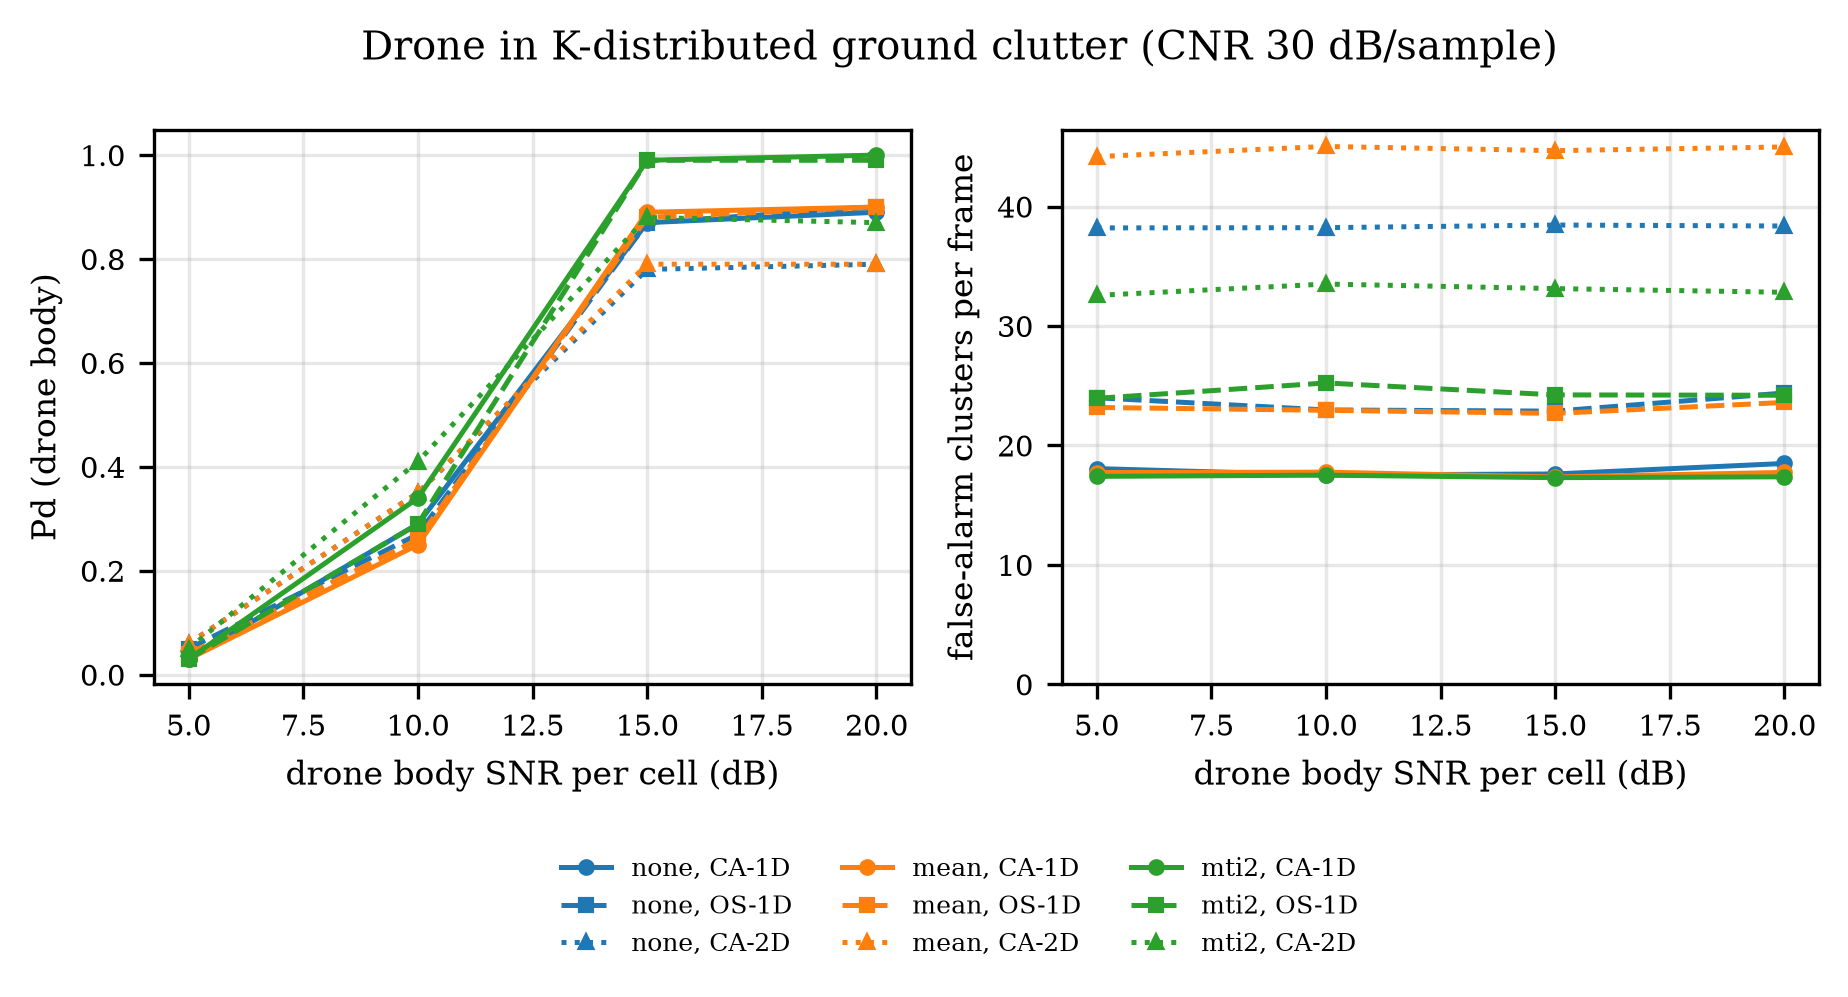 Drone in K-distributed ground clutter (CNR 30 dB/sample)
Pd (drone body)
1.0
0.8
0.6
0.4
0.2
0.0
5.0 7.5 10.0 12.5 15.0 17.5 20.0
drone body SNR per cell (dB)
false-alarm clusters per frame
40
30
20
10
0
5.0 7.5 10.0 12.5 15.0 17.5 20.0
drone body SNR per cell (dB)
none, CA-1D mean, CA-1D mti2, CA-1D
none, OS-1D mean, OS-1D mti2, OS-1D
none, CA-2D mean, CA-2D mti2, CA-2D